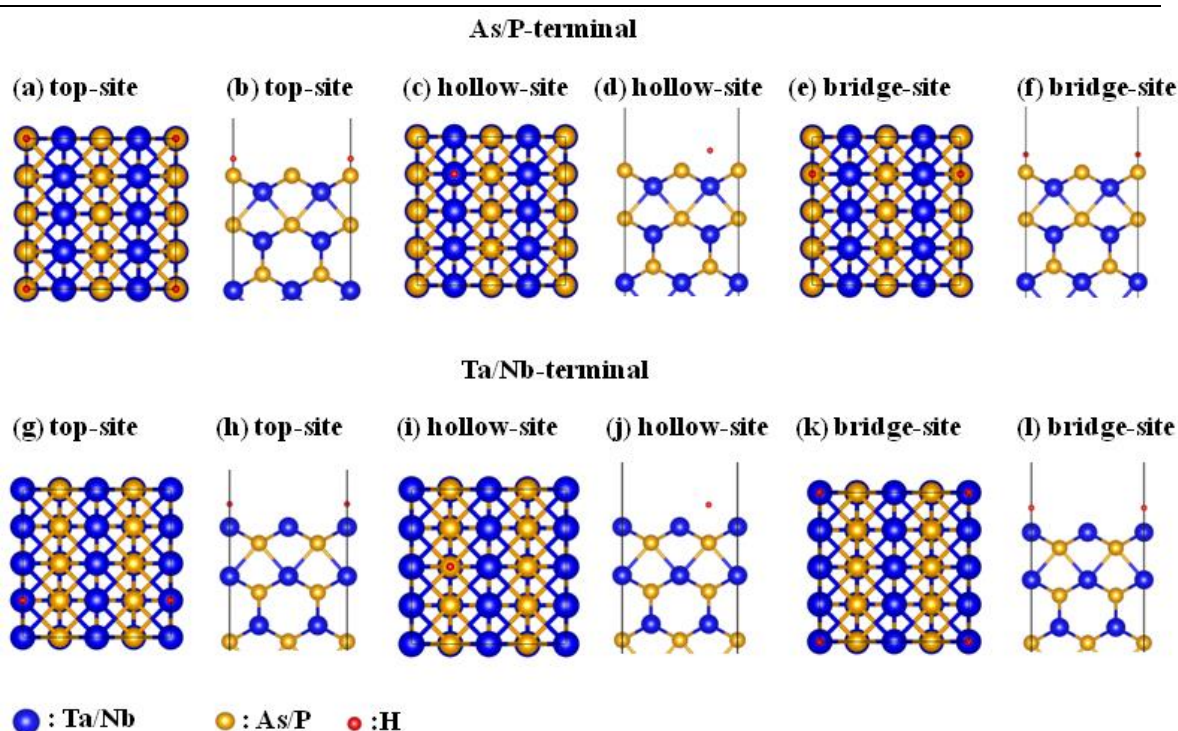 As/P-terminal
(a) top-site (b) top-site (c) hollow-site (d) hollow-site (e) bridge-site (f) bridge-site
Ta/Nb-terminal
(g) top-site (h) top-site (i) hollow-site (j) hollow-site (k) bridge-site (l) bridge-site
: Ta/Nb : As/P :H